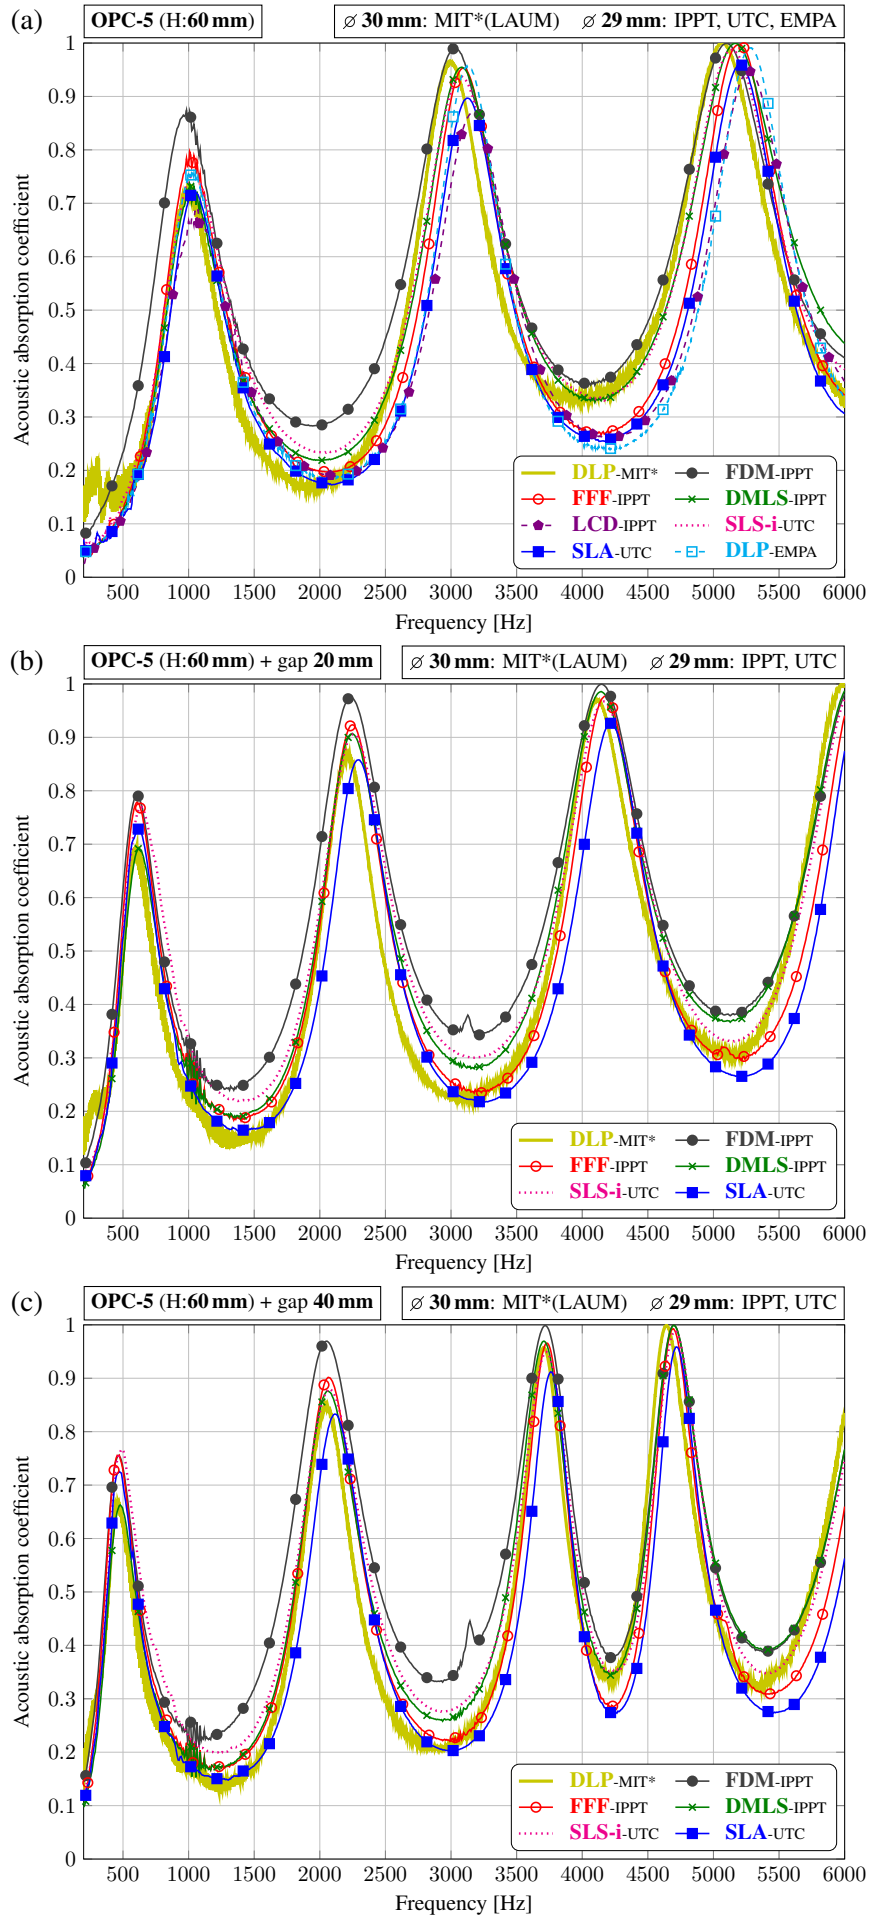 (a)
OPC-5 (H:60 mm)
⌀ 30 mm: MIT*(LAUM) ⌀ 29 mm: IPPT, UTC, EMPA
1
0.9
0.8
0.7
0.6
0.5
0.4
0.3
0.2
0.1
0
Acoustic absorption coefficient
DLP-MIT* FDM-IPPT
FFF-IPPT DMLS-IPPT
LCD-IPPT SLS-i-UTC
SLA-UTC DLP-EMPA
500 1000 1500 2000 2500 3000 3500 4000 4500 5000 5500 6000
Frequency [Hz]
(b)
OPC-5 (H:60 mm) + gap 20 mm
⌀ 30 mm: MIT*(LAUM) ⌀ 29 mm: IPPT, UTC
1
0.9
0.8
0.7
0.6
0.5
0.4
0.3
0.2
0.1
0
Acoustic absorption coefficient
DLP-MIT* FDM-IPPT
FFF-IPPT DMLS-IPPT
SLS-i-UTC SLA-UTC
500 1000 1500 2000 2500 3000 3500 4000 4500 5000 5500 6000
Frequency [Hz]
(c)
OPC-5 (H:60 mm) + gap 40 mm
⌀ 30 mm: MIT*(LAUM) ⌀ 29 mm: IPPT, UTC
1
0.9
0.8
0.7
0.6
0.5
0.4
0.3
0.2
0.1
0
Acoustic absorption coefficient
DLP-MIT* FDM-IPPT
FFF-IPPT DMLS-IPPT
SLS-i-UTC SLA-UTC
500 1000 1500 2000 2500 3000 3500 4000 4500 5000 5500 6000
Frequency [Hz]